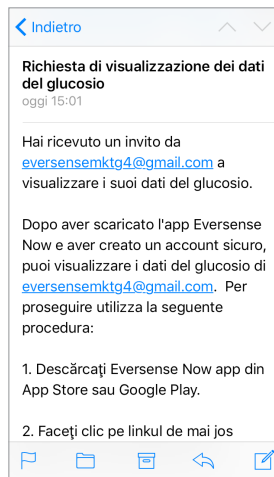 Indietro
Richiesta di visualizzazione dei dati
del glucosio
oggi 15:01
Hai ricevuto un invito da
eversensemktg4@gmail.com a
visualizzare i suoi dati del glucosio.
Dopo aver scaricato l'app Eversense
Now e aver creato un account sicuro,
puoi visualizzare i dati del glucosio di
eversensemktg4@gmail.com.  Per
proseguire utilizza la seguente
procedura:
1. Descărcaţi Eversense Now app din
App Store sau Google Play.
2. Faceţi clic pe linkul de mai jos